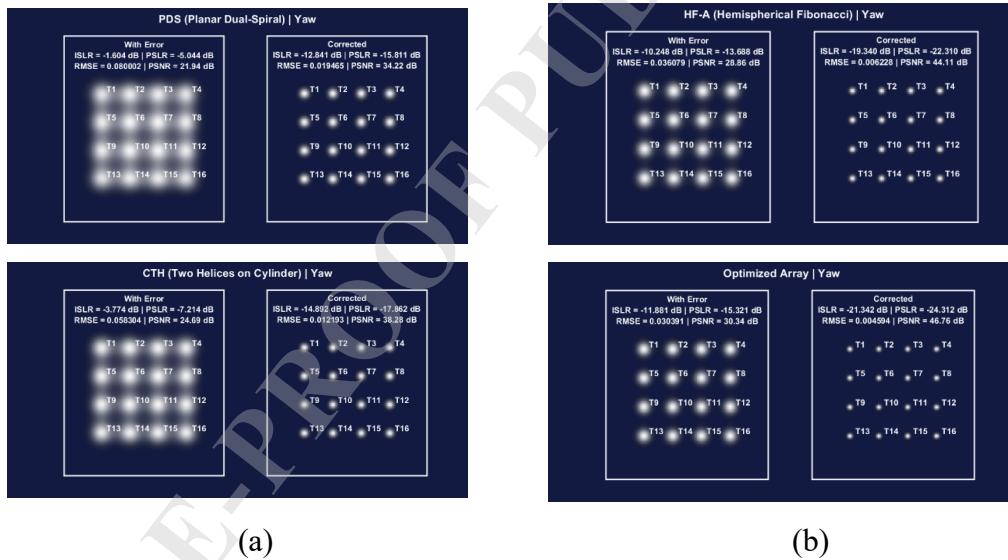 PDS (Planar Dual-Spiral) | Yaw
With Error
ISLR = -1.604 dB | PSLR = -5.044 dB
RMSE = 0.080002 | PSNR = 21.94 dB
T1 T2 T3 T4
T5 T6 T7 T8
T9 T10 T11 T12
T13 T14 T15 T16
Corrected
ISLR = -12.841 dB | PSLR = -15.811 dB
RMSE = 0.019465 | PSNR = 34.22 dB
T1 T2 T3 T4
T5 T6 T7 T8
T9 T10 T11 T12
T13 T14 T15 T16
HF-A (Hemispherical Fibonacci) | Yaw
With Error
ISLR = -10.248 dB | PSLR = -13.688 dB
RMSE = 0.036079 | PSNR = 28.86 dB
T1 T2 T3 T4
T5 T6 T7 T8
T9 T10 T11 T12
T13 T14 T15 T16
Corrected
ISLR = -19.340 dB | PSLR = -22.310 dB
RMSE = 0.006228 | PSNR = 44.11 dB
T1 T2 T3 T4
T5 T6 T7 T8
T9 T10 T11 T12
T13 T14 T15 T16
CTH (Two Helices on Cylinder) | Yaw
With Error
ISLR = -3.774 dB | PSLR = -7.214 dB
RMSE = 0.058304 | PSNR = 24.69 dB
T1 T2 T3 T4
T5 T6 T7 T8
T9 T10 T11 T12
T13 T14 T15 T16
Corrected
ISLR = -14.892 dB | PSLR = -17.862 dB
RMSE = 0.012193 | PSNR = 38.28 dB
T1 T2 T3 T4
T5 T6 T7 T8
T9 T10 T11 T12
T13 T14 T15 T16
Optimized Array | Yaw
With Error
ISLR = -11.881 dB | PSLR = -15.321 dB
RMSE = 0.030391 | PSNR = 30.34 dB
T1 T2 T3 T4
T5 T6 T7 T8
T9 T10 T11 T12
T13 T14 T15 T16
Corrected
ISLR = -21.342 dB | PSLR = -24.312 dB
RMSE = 0.004594 | PSNR = 46.76 dB
T1 T2 T3 T4
T5 T6 T7 T8
T9 T10 T11 T12
T13 T14 T15 T16
(a)
(b)
E-PROOF PU